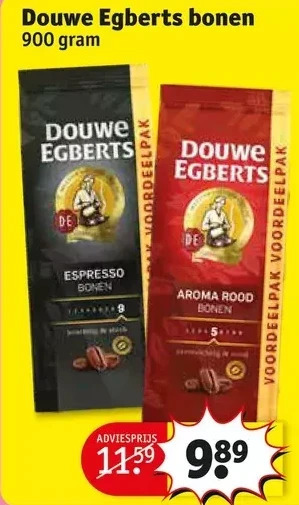 Douwe Egberts bonen
900 gram
DOUWE
EGBERTS
DE
ESPRESSO
BONEN
9
VOORDEELPAK
DOUWE
EGBERTS
DE
AROMA ROOD
BONEN
5
VOORDEELPAK VOORDEELPAK
ADVIESPRIJS
11.59
9.89